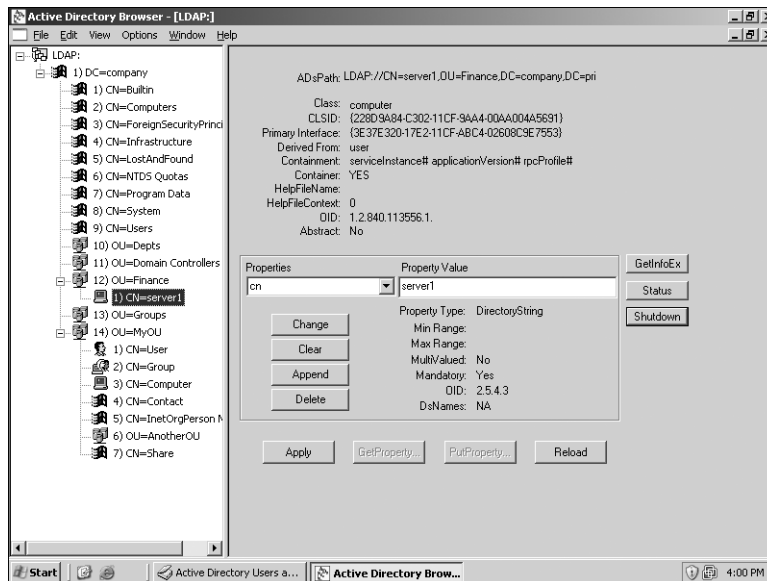 Active Directory Browser - [LDAP:]
File Edit View Options Window Help
LDAP:
1) DC=company
1) CN=Builtin
2) CN=Computers
3) CN=ForeignSecurityPrinci
4) CN=Infrastructure
5) CN=LostAndFound
6) CN=NTDS Quotas
7) CN=Program Data
8) CN=System
9) CN=Users
10) OU=Depts
11) OU=Domain Controllers
12) OU=Finance
1) CN=server1
13) OU=Groups
14) OU=MyOU
1) CN=User
2) CN=Group
3) CN=Computer
4) CN=Contact
5) CN=InetOrgPerson N
6) OU=AnotherOU
7) CN=Share
ADsPath: LDAP://CN=server1,OU=Finance,DC=company,DC=pri
Class: computer
CLSID: {228D9A84-C302-11CF-9AA4-00AA004A5691}
Primary Interface: {3E37E320-17E2-11CF-ABC4-02608C9E7553}
Derived From: user
Containment: serviceInstance# applicationVersion# rpcProfile#
Container: YES
HelpFileName:
HelpFileContext: 0
OID: 1.2.840.113556.1.
Abstract: No
Properties Property Value
cn server1
Change
Clear
Append
Delete
Property Type: DirectoryString
Min Range:
Max Range:
MultiValued: No
Mandatory: Yes
OID: 2.5.4.3
DsNames: NA
GetInfoEx
Status
Shutdown
Apply GetProperty... PutProperty... Reload
Start Active Directory Users a... Active Directory Brow... 4:00 PM